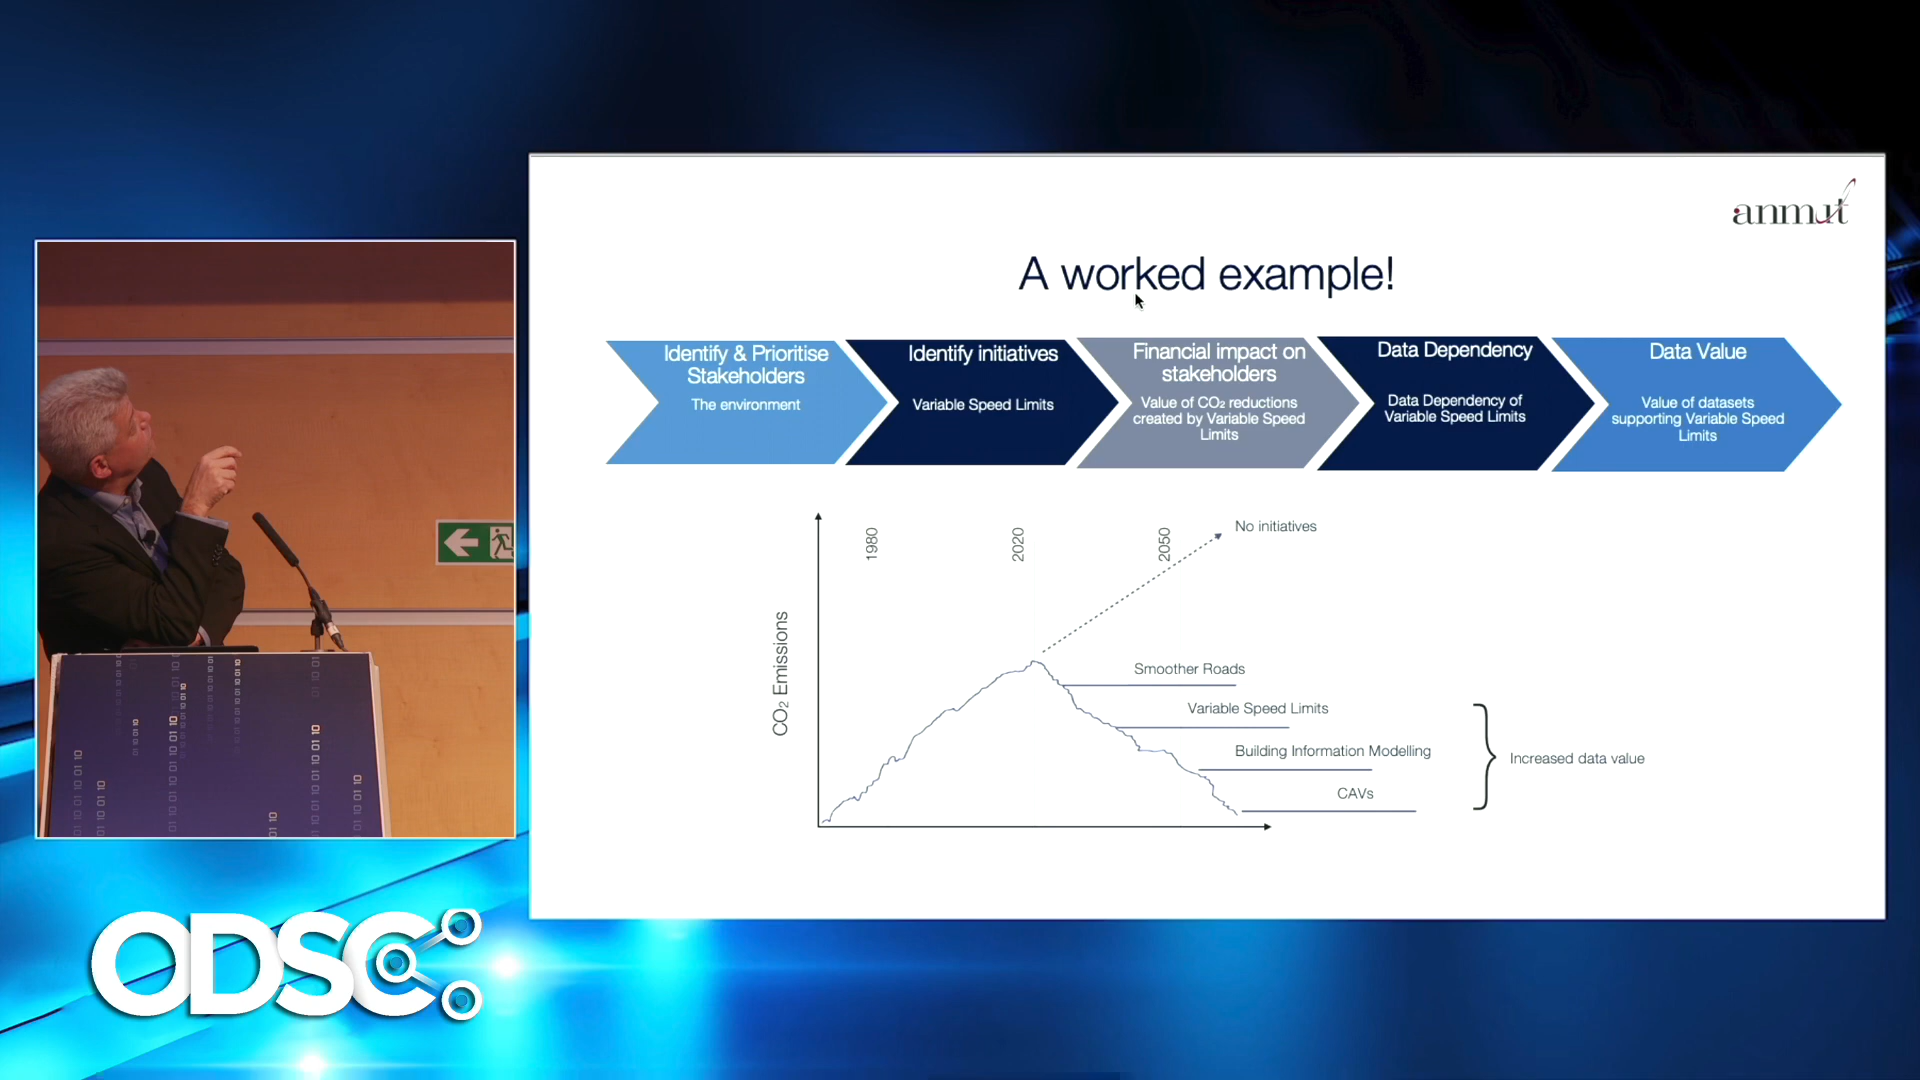 anmut
A worked example!
Identify & Prioritise
Stakeholders
The environment
Identify initiatives
Variable Speed Limits
Financial impact on
stakeholders
Value of CO₂ reductions
created by Variable Speed
Limits
Data Dependency
Data Dependency of
Variable Speed Limits
Data Value
Value of datasets
supporting Variable Speed
Limits
1980
2020
2050
No initiatives
CO₂ Emissions
Smoother Roads
Variable Speed Limits
Building Information Modelling
CAVs
Increased data value
ODSC